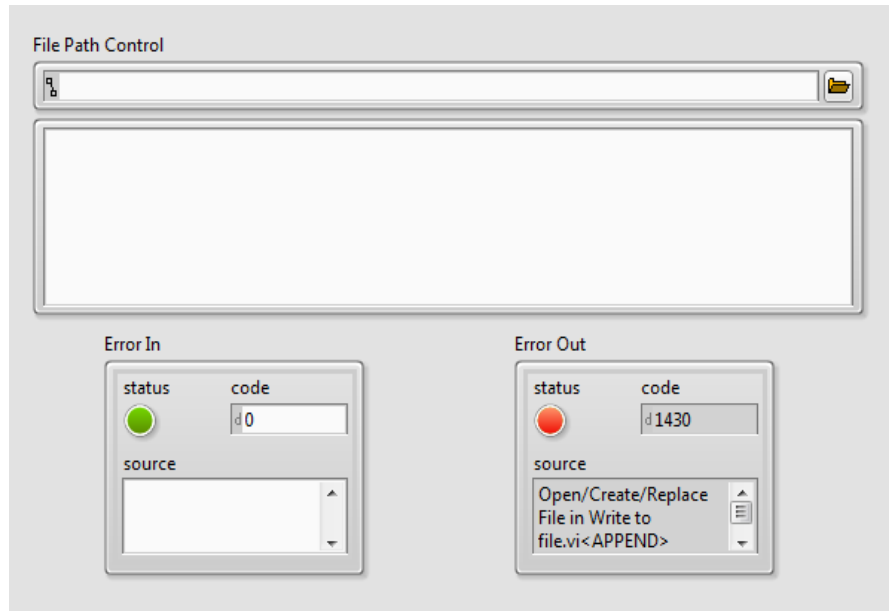 File Path Control
Error In
status code
d 0
source
Error Out
status code
d 1430
source
Open/Create/Replace
File in Write to
file.vi<APPEND>